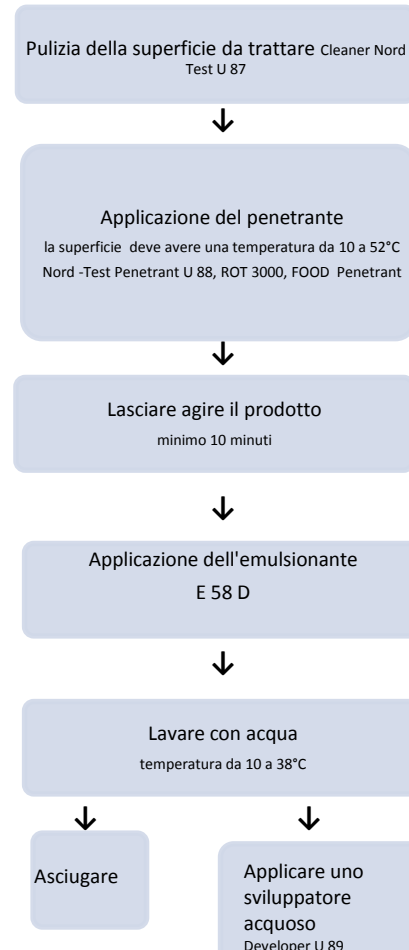 Pulizia della superficie da trattare Cleaner Nord
Test U 87
Applicazione del penetrante
la superficie deve avere una temperatura da 10 a 52°C
Nord -Test Penetrant U 88, ROT 3000, FOOD Penetrant
Lasciare agire il prodotto
minimo 10 minuti
Applicazione dell'emulsionante
E 58 D
Lavare con acqua
temperatura da 10 a 38°C
Asciugare
Applicare uno
sviluppatore
acquoso
Developer U 89